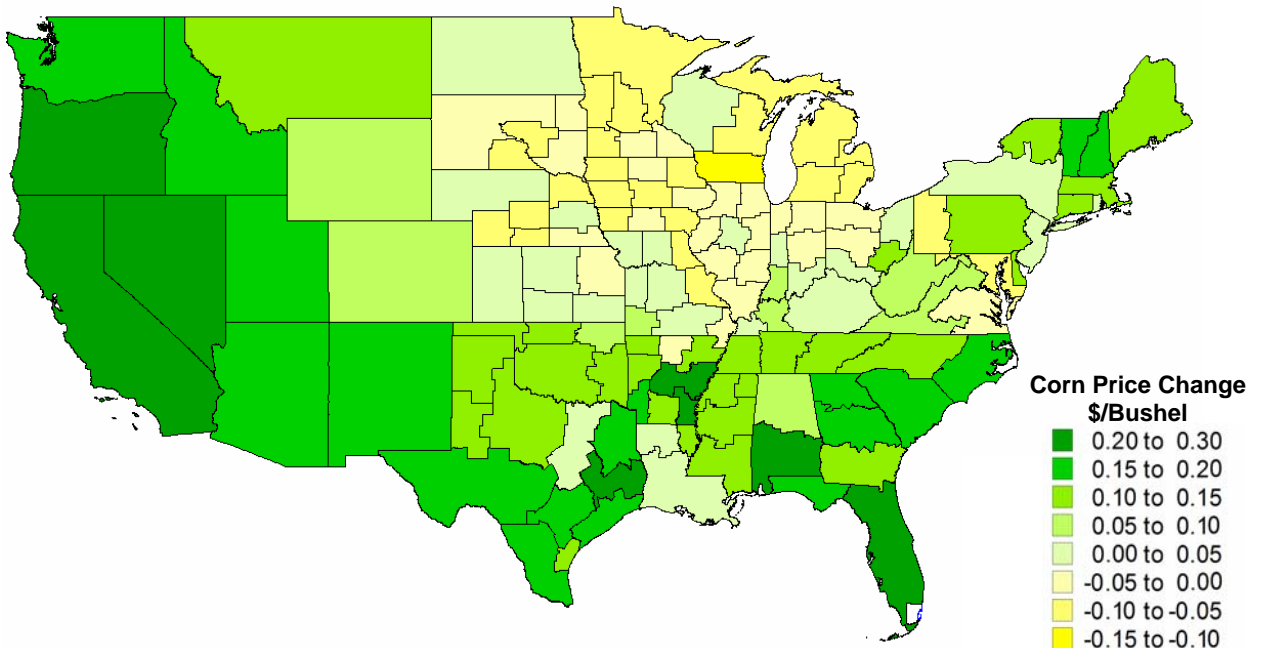 Corn Price Change
$/Bushel
0.20 to 0.30
0.15 to 0.20
0.10 to 0.15
0.05 to 0.10
0.00 to 0.05
-0.05 to 0.00
-0.10 to -0.05
-0.15 to -0.10